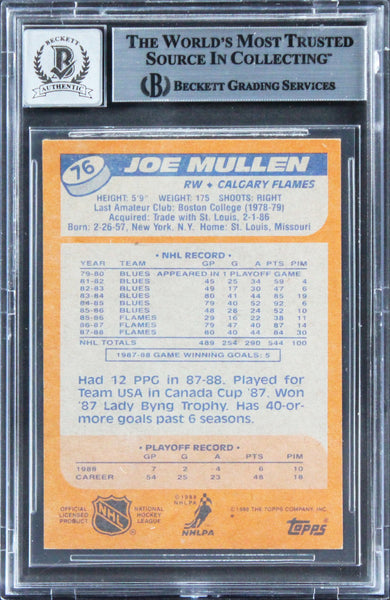 BECKETT
AUTHENTIC
THE WORLD'S MOST TRUSTED
SOURCE IN COLLECTING™
BECKETT GRADING SERVICES
76
JOE MULLEN
RW • CALGARY FLAMES
HEIGHT: 5'9" WEIGHT: 175 SHOOTS: RIGHT
Last Amateur Club: Boston College (1978-79)
Acquired: Trade with St. Louis, 2-1-86
Born: 2-26-57, New York, N.Y. Home: St. Louis, Missouri
• NHL RECORD •
YEAR TEAM GP G A PTS PIM
79-80 BLUES APPEARED IN 1 PLAYOFF GAME
81-82 BLUES 45 25 34 59 4
82-83 BLUES 49 17 30 47 6
83-84 BLUES 80 41 44 85 19
84-85 BLUES 79 40 52 92 6
85-86 BLUES 48 28 24 52 10
85-86 FLAMES 29 16 22 38 11
86-87 FLAMES 79 47 40 87 14
87-88 FLAMES 80 40 44 84 30
NHL TOTALS 489 254 290 544 100
1987-88 GAME WINNING GOALS: 5
Had 12 PPG in 87-88. Played for
Team USA in Canada Cup '87. Won
'87 Lady Byng Trophy. Has 40-or-
more goals past 6 seasons.
• PLAYOFF RECORD •
GP G A PTS PIM
1988 7 2 4 6 10
CAREER 54 25 23 48 18
OFFICIAL
LICENSED
PRODUCT
NHL
NATIONAL
HOCKEY
LEAGUE
©1988
NHLPA
NHLPA
©1988 THE TOPPS COMPANY, INC.
TOPPS